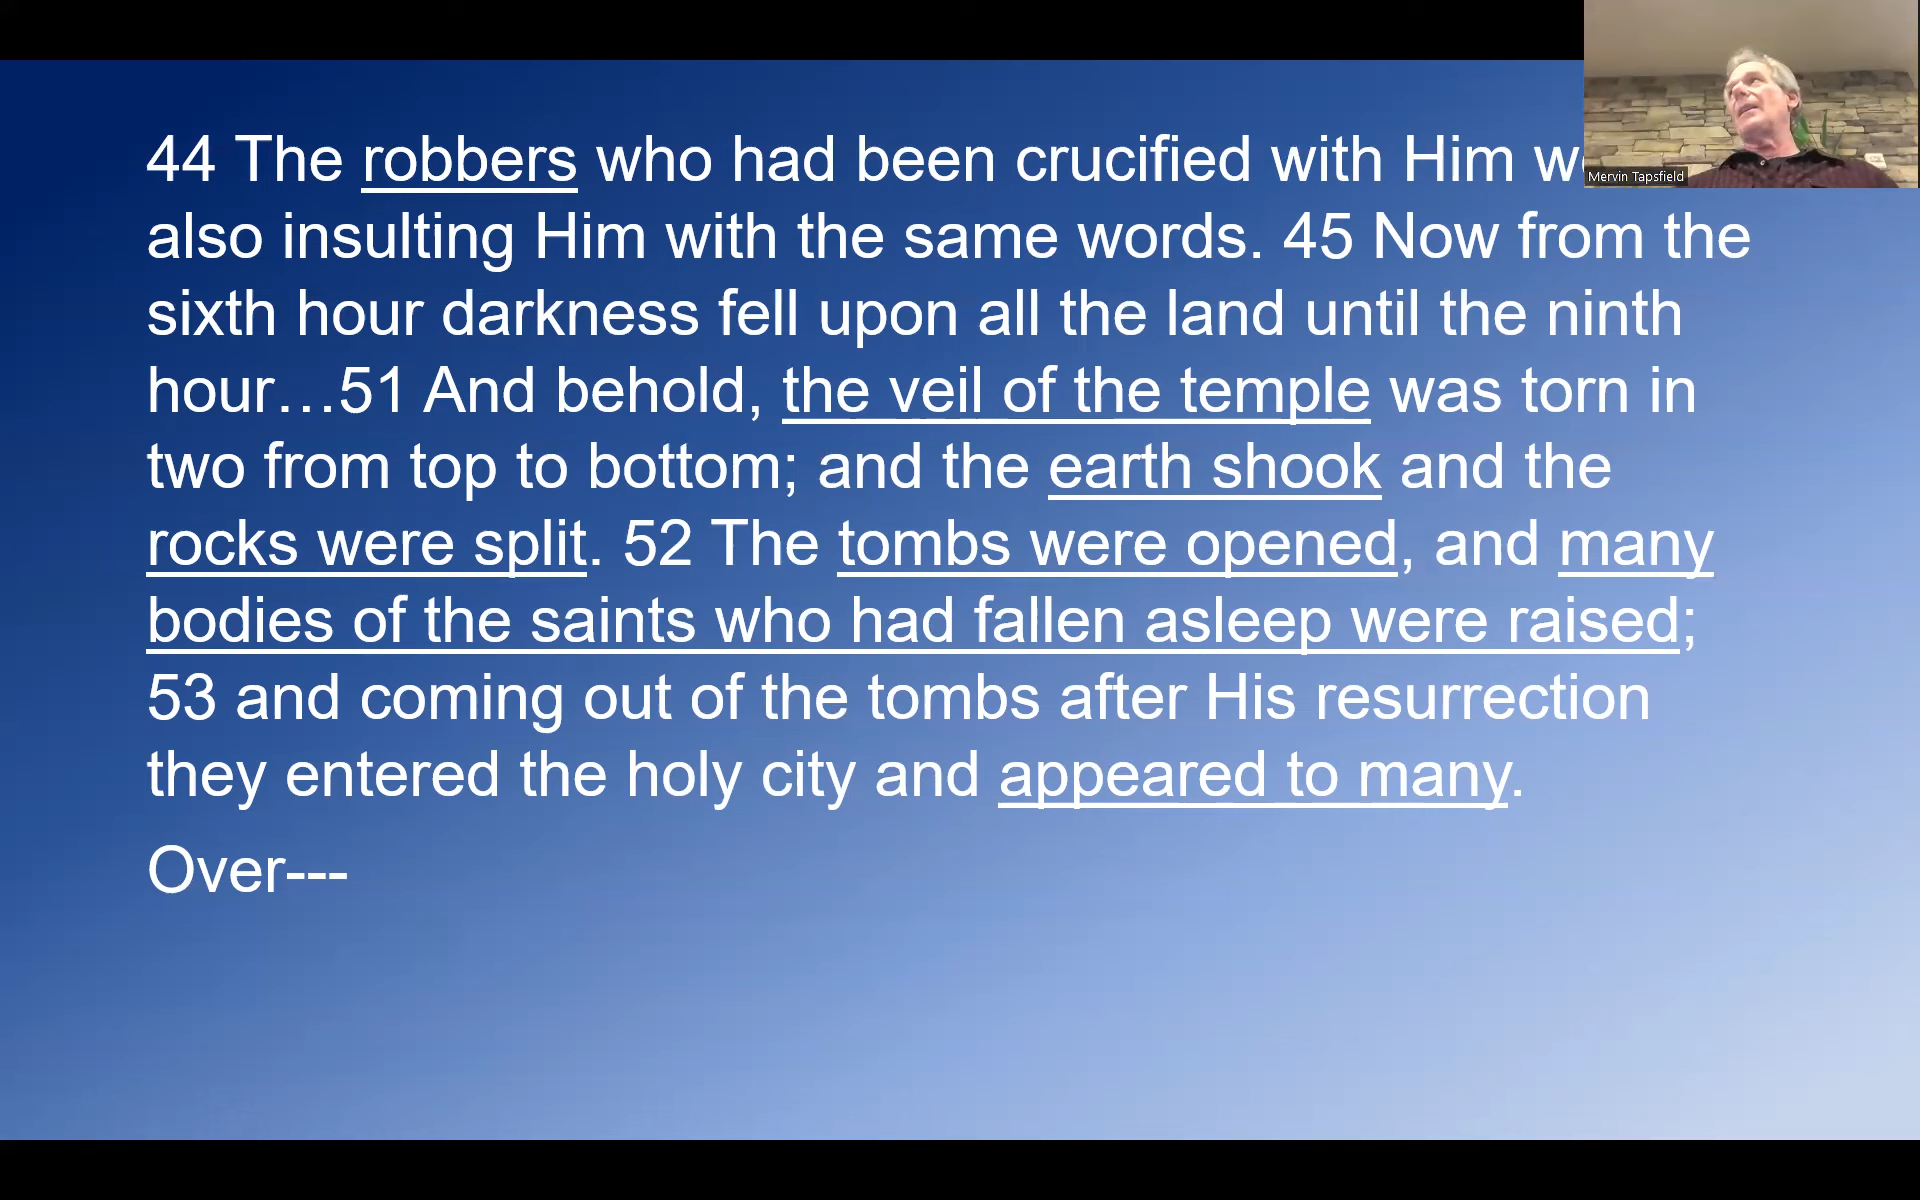 44 The robbers who had been crucified with Him
also insulting Him with the same words. 45 Now from the
sixth hour darkness fell upon all the land until the ninth
hour…51 And behold, the veil of the temple was torn in
two from top to bottom; and the earth shook and the
rocks were split. 52 The tombs were opened, and many
bodies of the saints who had fallen asleep were raised;
53 and coming out of the tombs after His resurrection
they entered the holy city and appeared to many.
Over---
Mervin Tapsfield